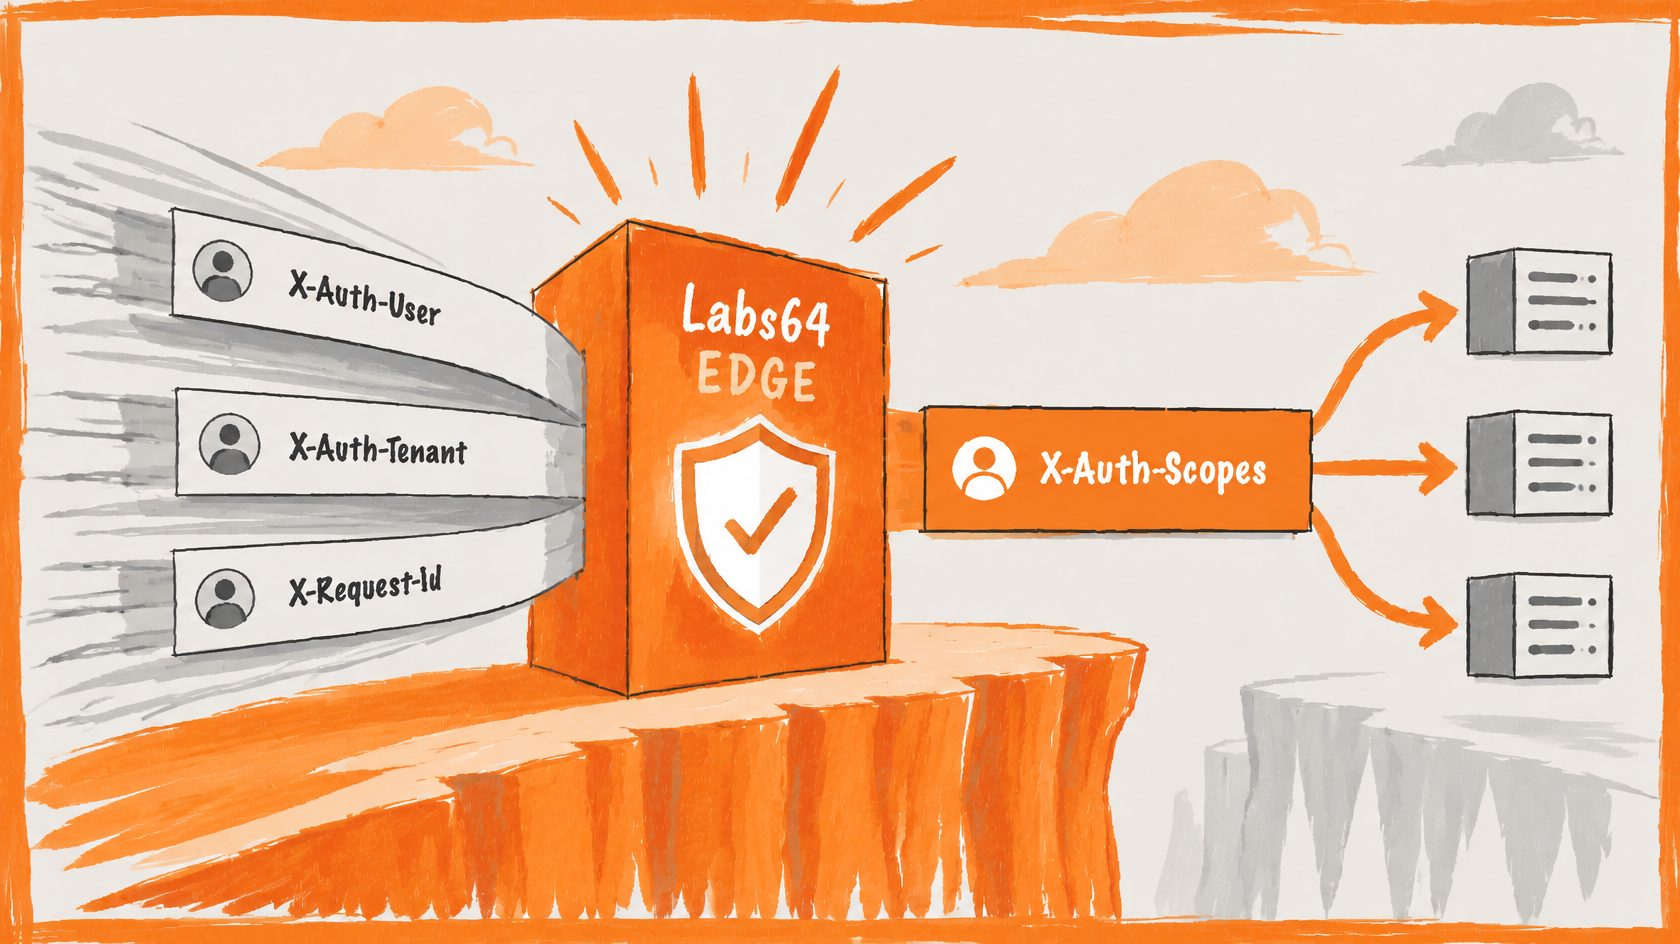 X-Auth-User
X-Auth-Tenant
X-Request-Id
Labs64
EDGE
X-Auth-Scopes